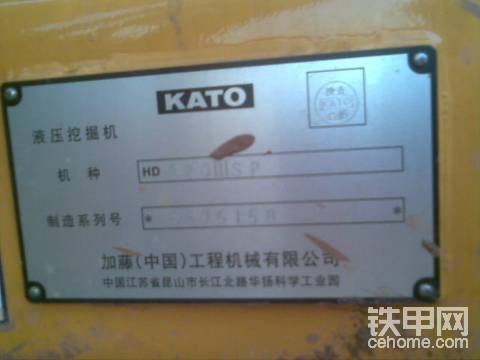 KATO
液压挖掘机
机 种 HD
制造系列号
加藤(中国)工程机械有限公司
中国江苏省昆山市长江北路华扬科学工业园
铁甲网
cehome.com